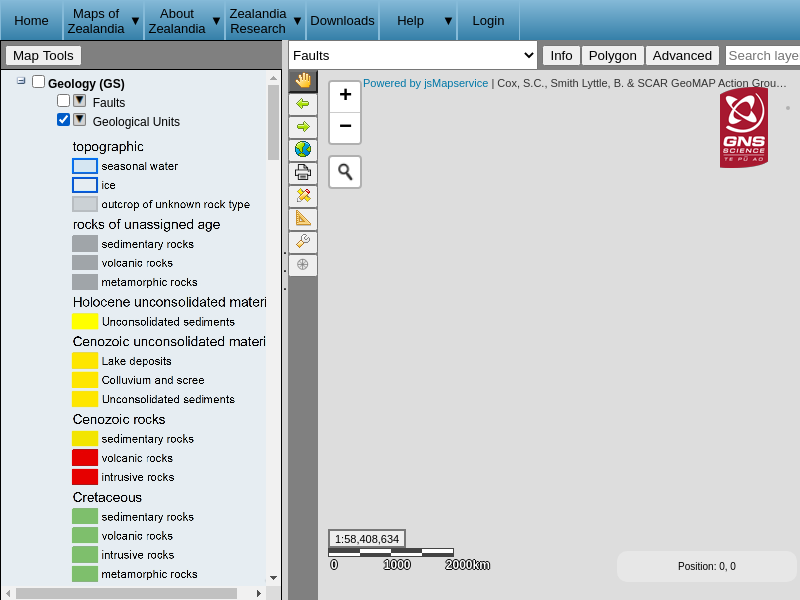 Home
Maps of Zealandia ▼
About Zealandia ▼
Zealandia Research ▼
Downloads
Help ▼
Login
Map Tools
Faults
Info
Polygon
Advanced
Search laye
Geology (GS)
Faults
Geological Units
topographic
seasonal water
ice
outcrop of unknown rock type
rocks of unassigned age
sedimentary rocks
volcanic rocks
metamorphic rocks
Holocene unconsolidated materi
Unconsolidated sediments
Cenozoic unconsolidated materi
Lake deposits
Colluvium and scree
Unconsolidated sediments
Cenozoic rocks
sedimentary rocks
volcanic rocks
intrusive rocks
Cretaceous
sedimentary rocks
volcanic rocks
intrusive rocks
metamorphic rocks
+
−
Powered by jsMapservice | Cox, S.C., Smith Lyttle, B. & SCAR GeoMAP Action Grou…
GNS
SCIENCE
TE PŪ AO
1:58,408,634
0 1000 2000km
Position: 0, 0